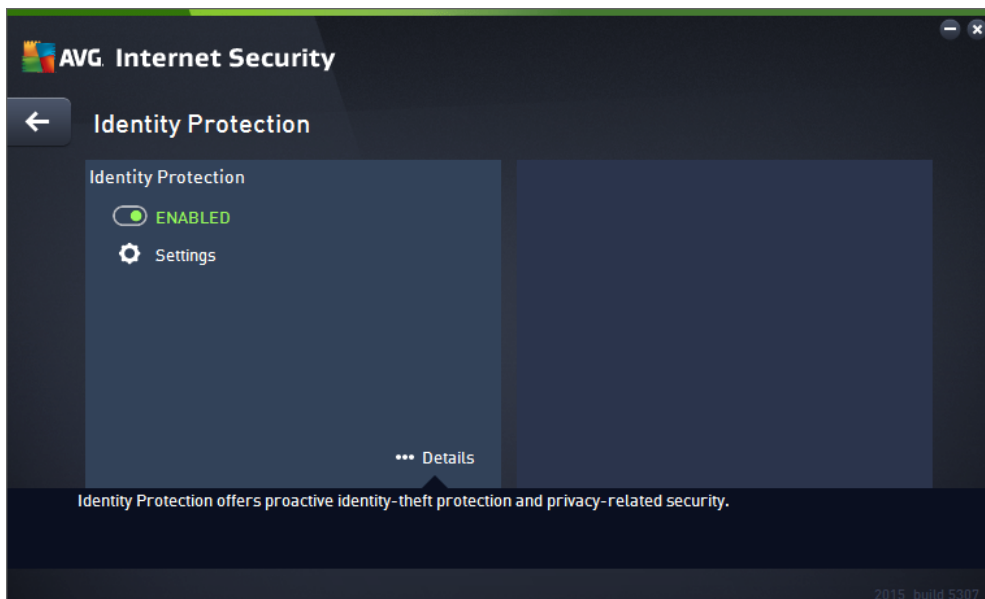 AVG. Internet Security
Identity Protection
Identity Protection
ENABLED
Settings
Details
Identity Protection offers proactive identity-theft protection and privacy-related security.
2015 build 5307